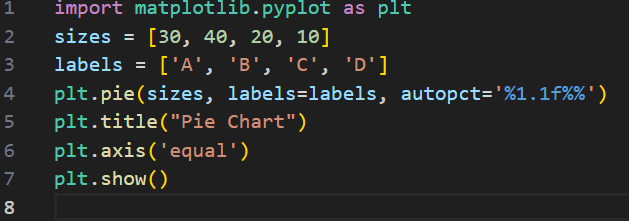 1 import matplotlib.pyplot as plt
2 sizes = [30, 40, 20, 10]
3 labels = ['A', 'B', 'C', 'D']
4 plt.pie(sizes, labels=labels, autopct='%1.1f%%')
5 plt.title("Pie Chart")
6 plt.axis('equal')
7 plt.show()
8